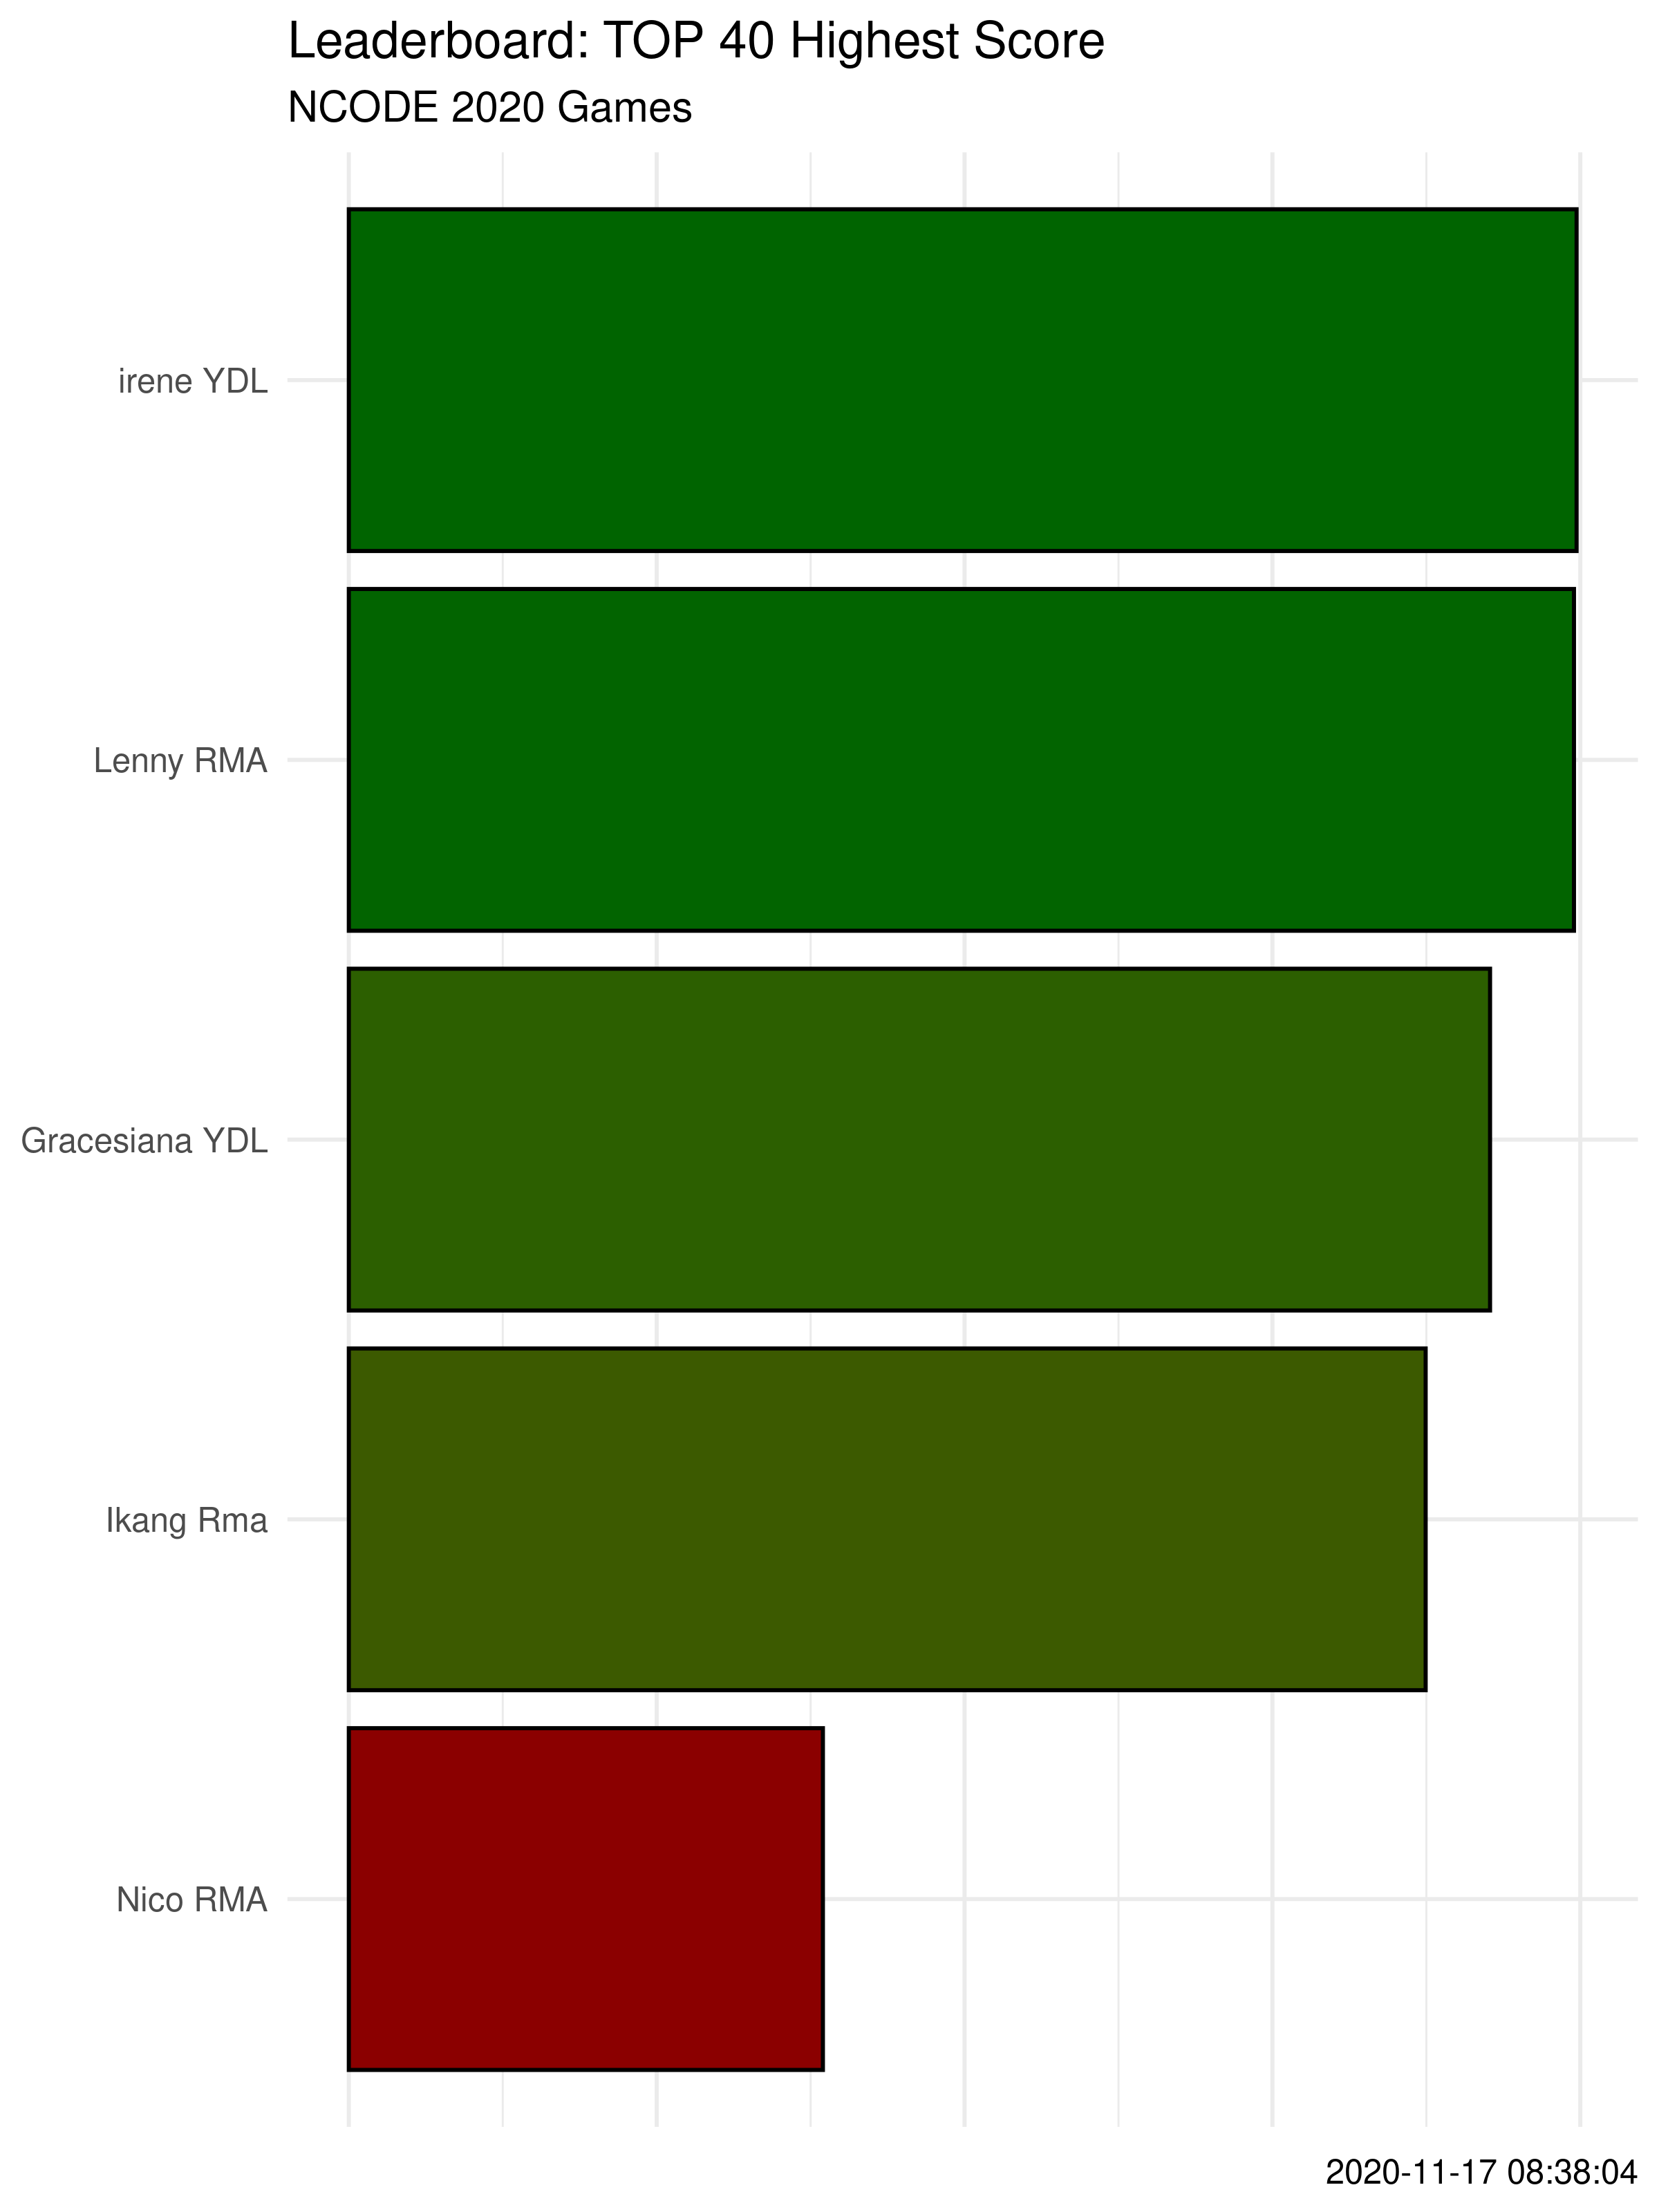 Leaderboard: TOP 40 Highest Score
NCODE 2020 Games
irene YDL
Lenny RMA
Gracesiana YDL
Ikang Rma
Nico RMA
2020-11-17 08:38:04